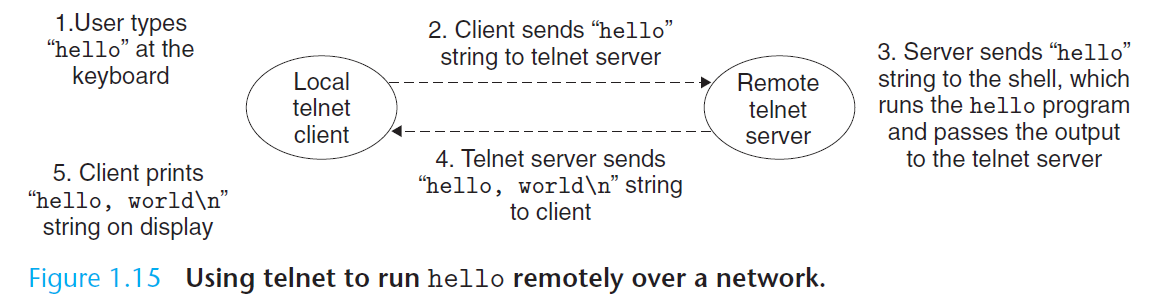 1.User types
“hello” at the
keyboard
2. Client sends “hello”
string to telnet server
3. Server sends “hello”
string to the shell, which
runs the hello program
and passes the output
to the telnet server
Local
telnet
client
Remote
telnet
server
4. Telnet server sends
“hello, world\n” string
to client
5. Client prints
“hello, world\n”
string on display
Figure 1.15 Using telnet to run hello remotely over a network.